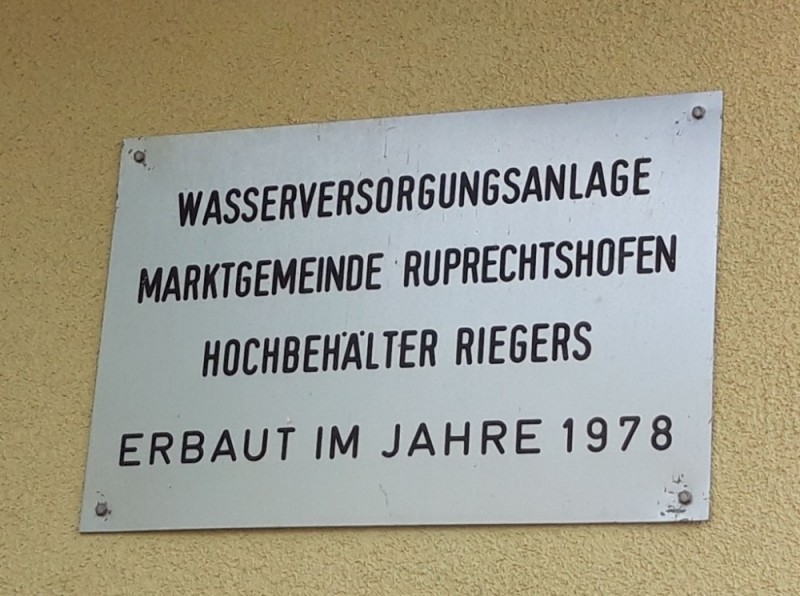 WASSERVERSORGUNGSANLAGE
MARKTGEMEINDE RUPRECHTSHOFEN
HOCHBEHÄLTER RIEGERS
ERBAUT IM JAHRE 1978